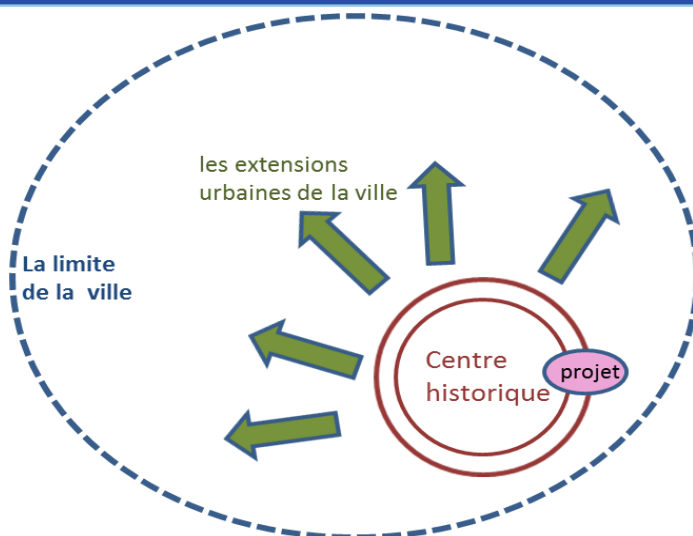 les extensions
urbaines de la ville
La limite
de la ville
Centre
historique
projet